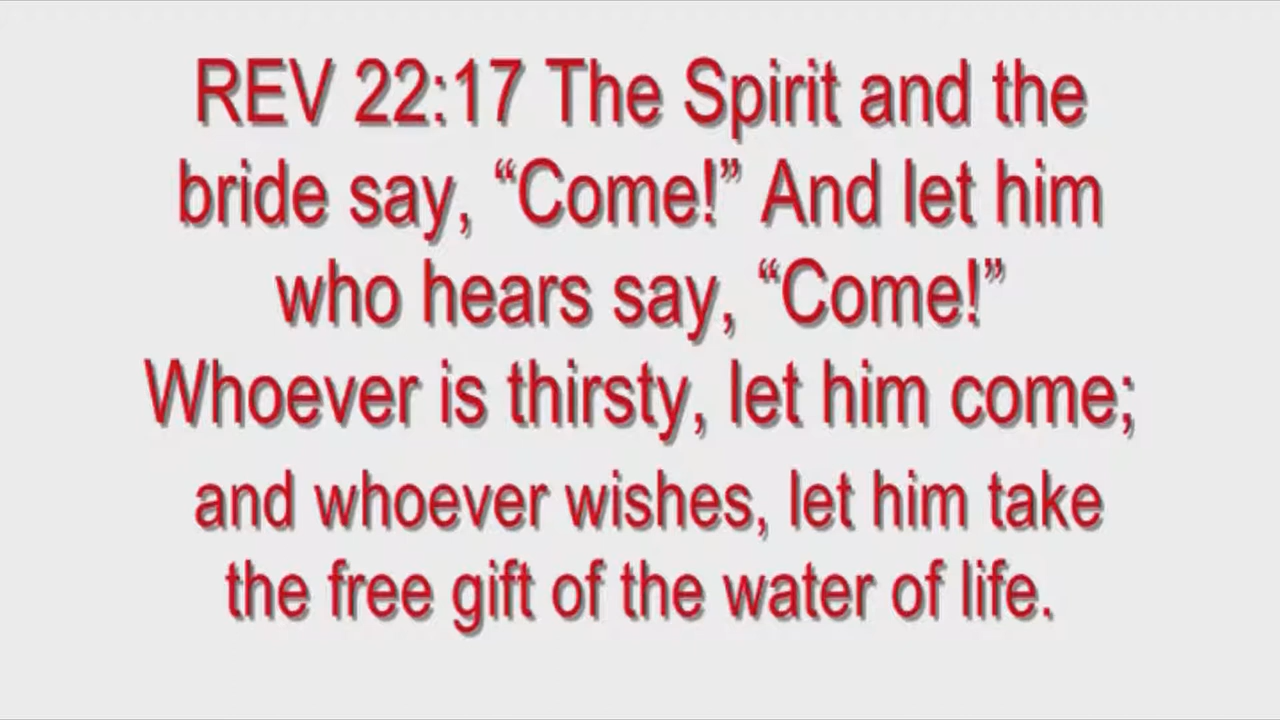 REV 22:17 The Spirit and the
bride say, “Come!” And let him
who hears say, “Come!”
Whoever is thirsty, let him come;
and whoever wishes, let him take
the free gift of the water of life.